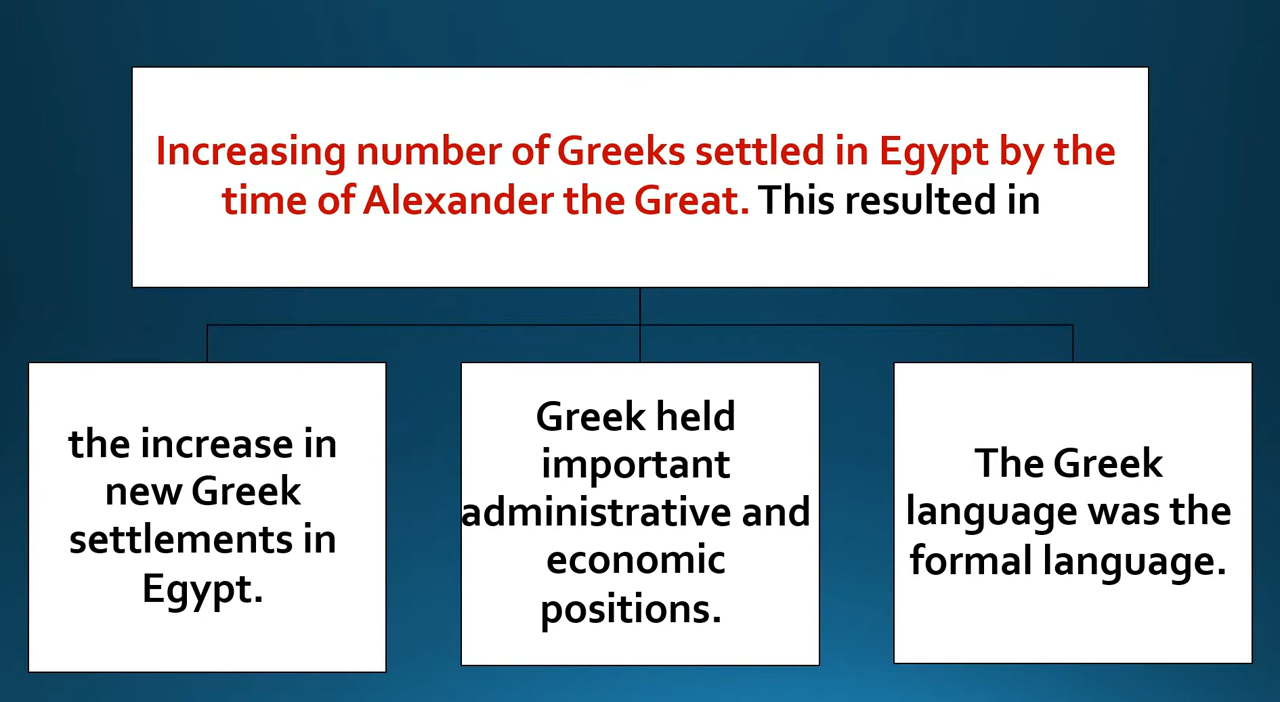 Increasing number of Greeks settled in Egypt by the
time of Alexander the Great. This resulted in
the increase in
new Greek
settlements in
Egypt.
Greek held
important
administrative and
economic
positions.
The Greek
language was the
formal language.